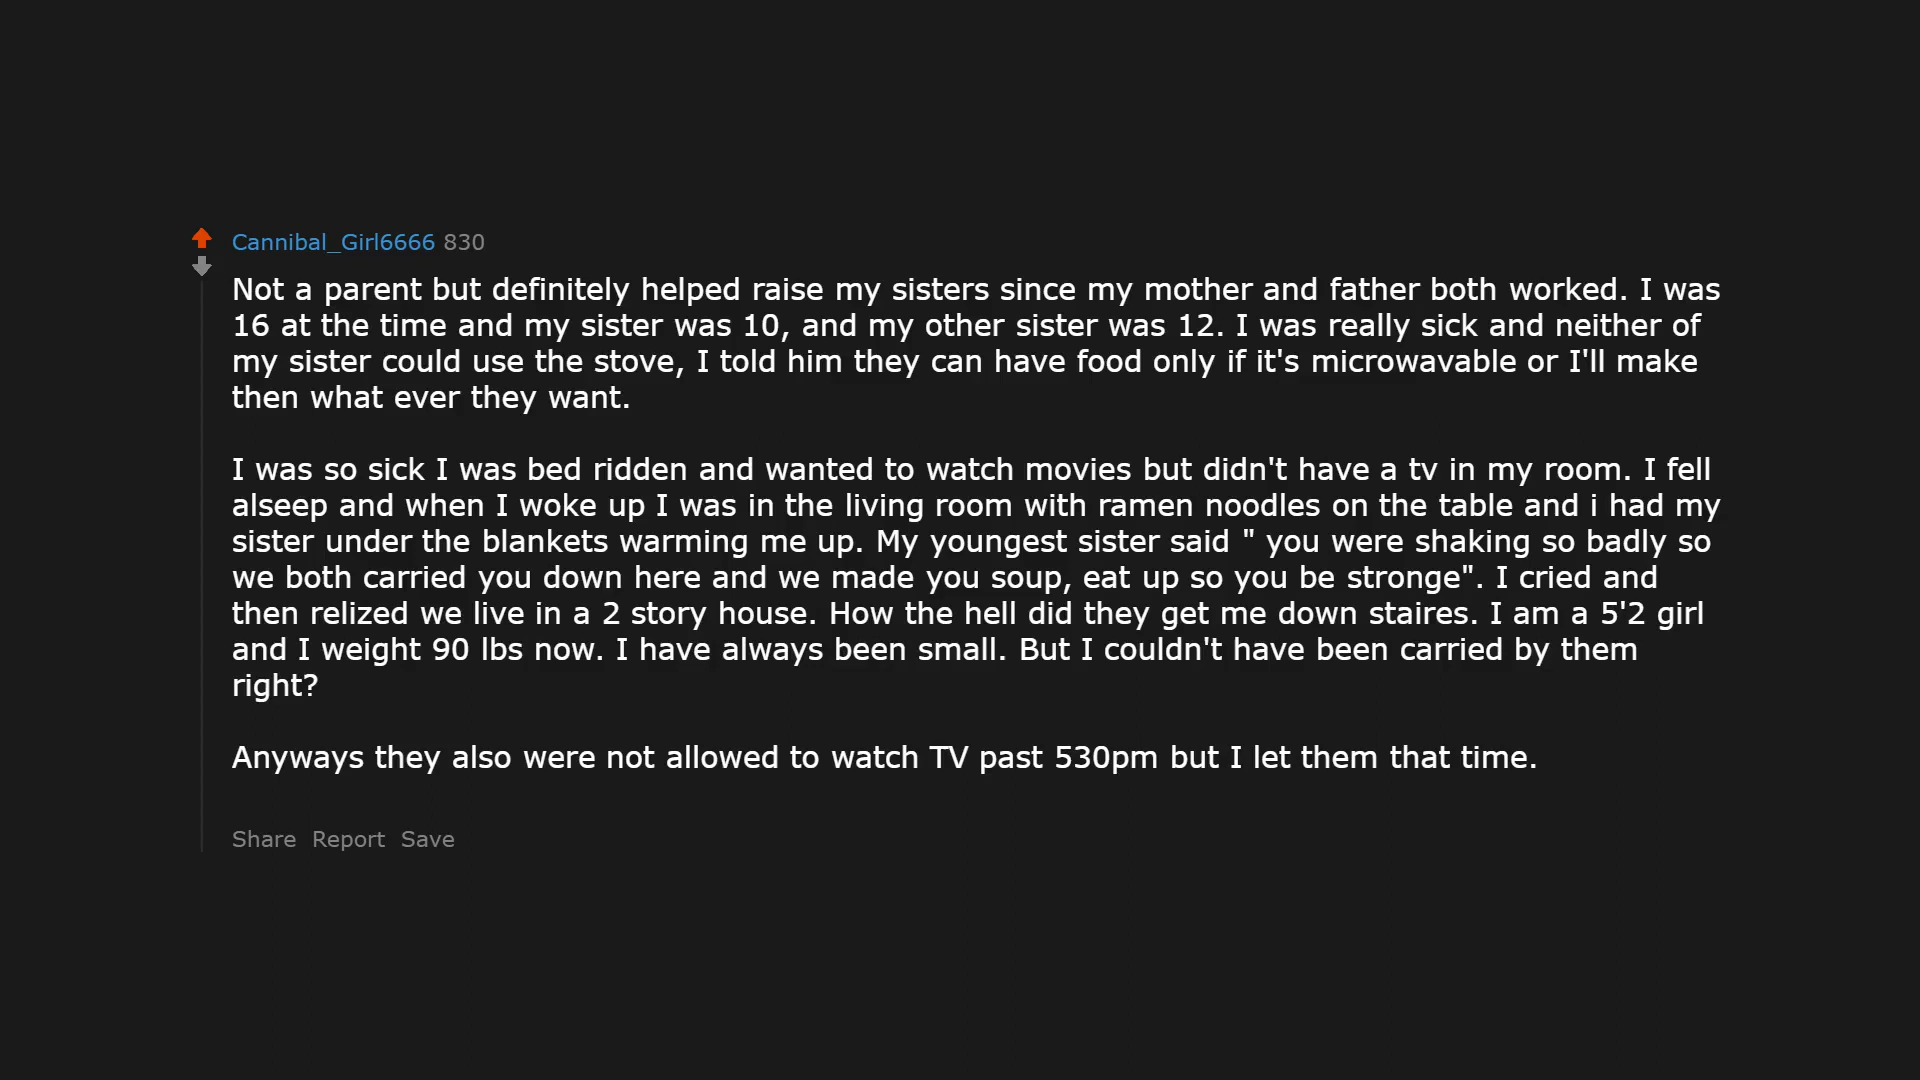 Cannibal_Girl6666 830
Not a parent but definitely helped raise my sisters since my mother and father both worked. I was
16 at the time and my sister was 10, and my other sister was 12. I was really sick and neither of
my sister could use the stove, I told him they can have food only if it's microwavable or I'll make
then what ever they want.
I was so sick I was bed ridden and wanted to watch movies but didn't have a tv in my room. I fell
alseep and when I woke up I was in the living room with ramen noodles on the table and i had my
sister under the blankets warming me up. My youngest sister said " you were shaking so badly so
we both carried you down here and we made you soup, eat up so you be stronge". I cried and
then relized we live in a 2 story house. How the hell did they get me down staires. I am a 5'2 girl
and I weight 90 lbs now. I have always been small. But I couldn't have been carried by them
right?
Anyways they also were not allowed to watch TV past 530pm but I let them that time.
Share Report Save